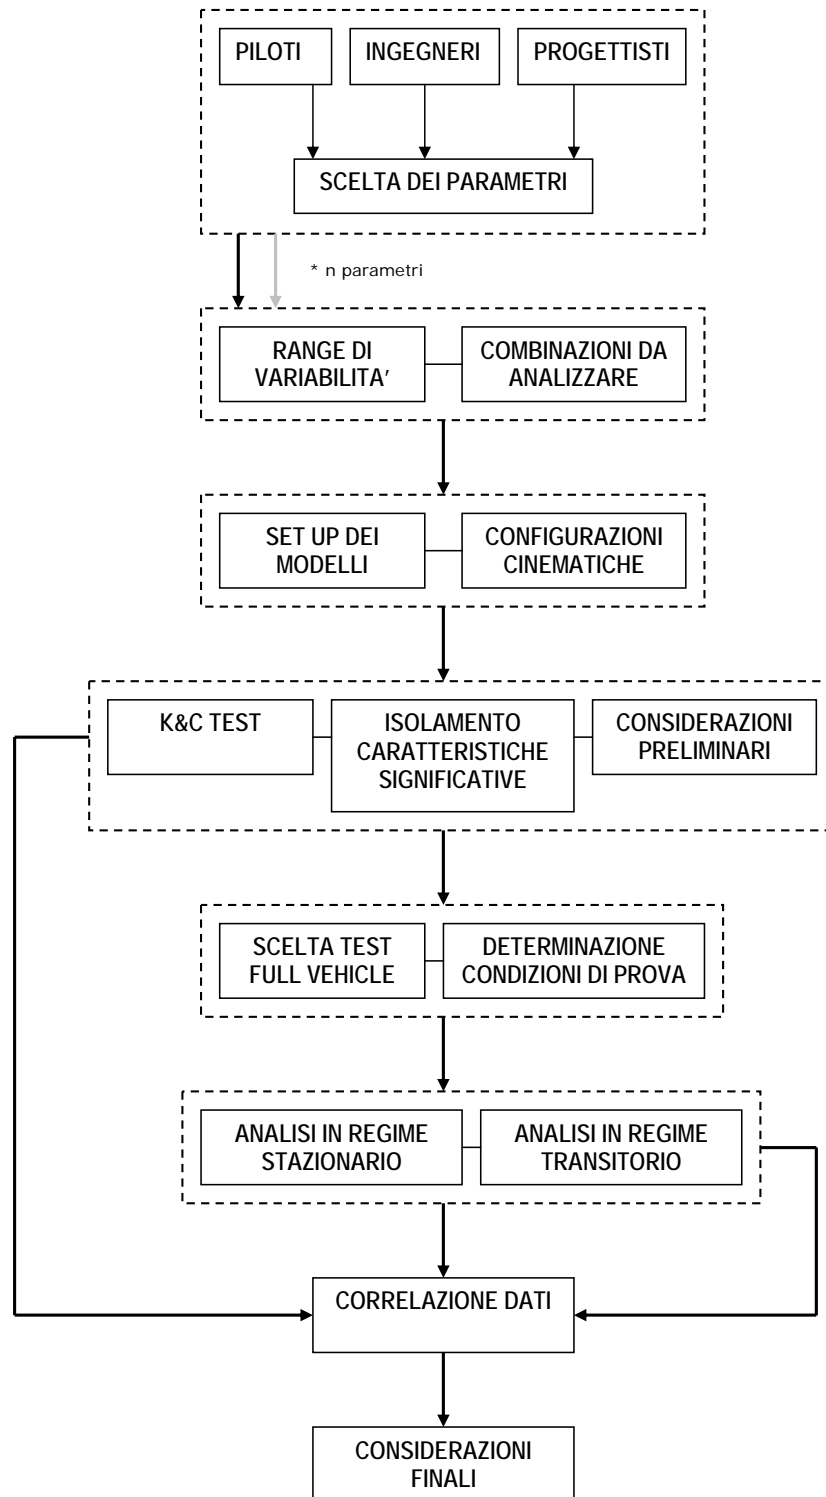 PILOTI
INGEGNERI
PROGETTISTI
SCELTA DEI PARAMETRI
* n parametri
RANGE DI
VARIABILITA’
COMBINAZIONI DA
ANALIZZARE
SET UP DEI
MODELLI
CONFIGURAZIONI
CINEMATICHE
K&C TEST
ISOLAMENTO
CARATTERISTICHE
SIGNIFICATIVE
CONSIDERAZIONI
PRELIMINARI
SCELTA TEST
FULL VEHICLE
DETERMINAZIONE
CONDIZIONI DI PROVA
ANALISI IN REGIME
STAZIONARIO
ANALISI IN REGIME
TRANSITORIO
CORRELAZIONE DATI
CONSIDERAZIONI
FINALI